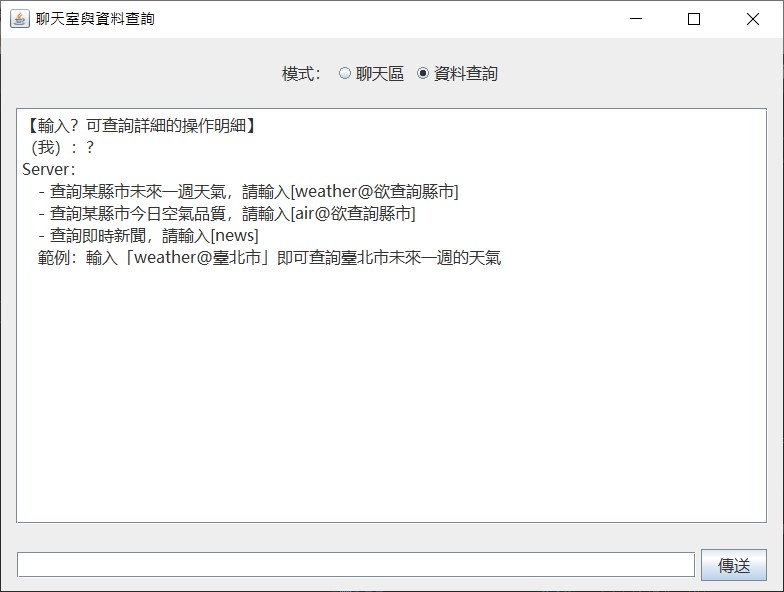 聊天室與資料查詢
模式： 聊天區 資料查詢
【輸入？可查詢詳細的操作明細】
（我）：?
Server：
- 查詢某縣市未來一週天氣，請輸入[weather@欲查詢縣市]
- 查詢某縣市今日空氣品質，請輸入[air@欲查詢縣市]
- 查詢即時新聞，請輸入[news]
範例：輸入「weather@臺北市」即可查詢臺北市未來一週的天氣
傳送